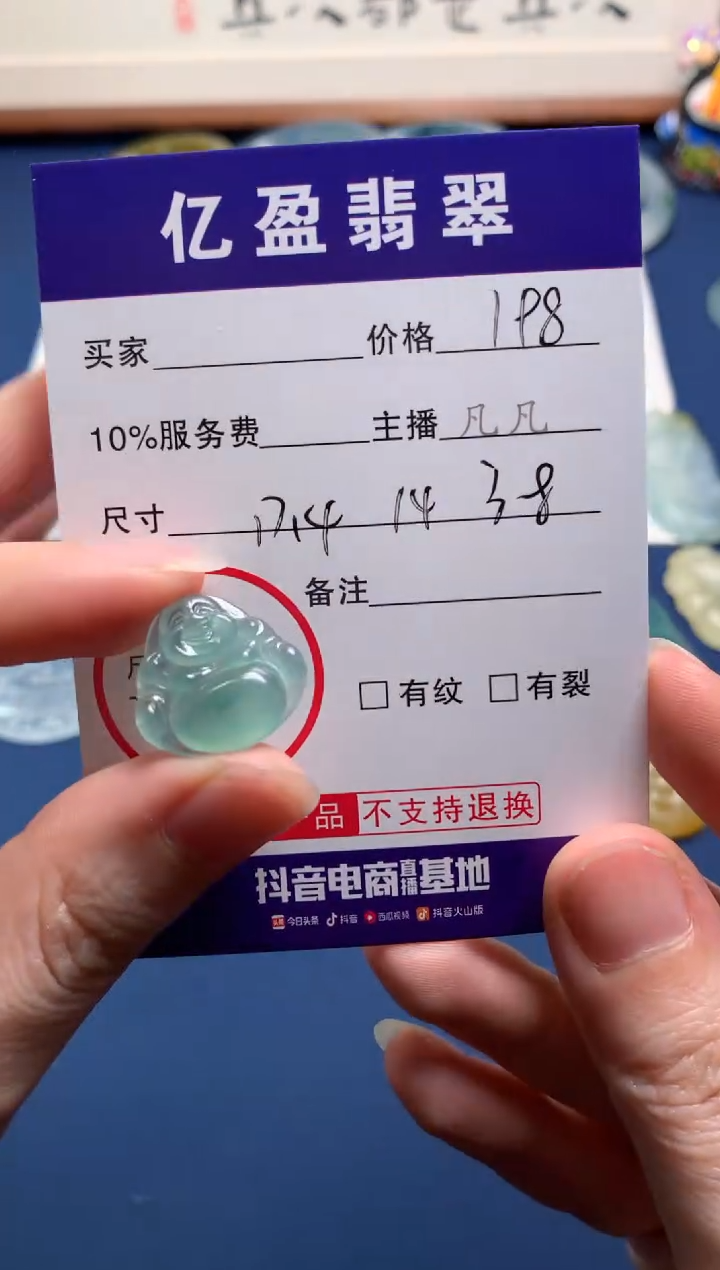 亿盈翡翠
买家 价格 198
10%服务费 主播 凡凡
尺寸 17.4 14 3.8
备注
有纹 有裂
品 不支持退换
抖音电商直播基地
今日头条 抖音 西瓜视频 抖音火山版